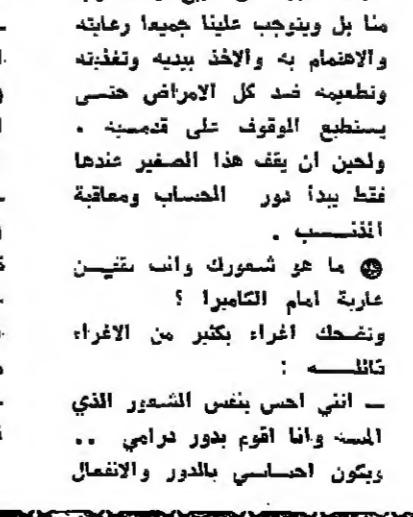 منا بل ويتوجب علينا جميعا رعايته
والاهتمام به والاخذ بيديه وتغذيته
وتطعيمه ضد كل الامراض حتى
يستطيع الوقوف على قدميه .
ولحين ان يقف هذا الصغير عندها
فقط يبدأ دور الحساب ومعاقبة
المذنب .
ما هو شعورك وانت تقفين
عارية امام الكاميرا ؟
وتضحك اغراء بكثير من الاغراء
قائلة :
— انني احس بنفس الشعور الذي
المسه وانا اقوم بدور درامي ..
ويكون احساسي بالدور والانفعال